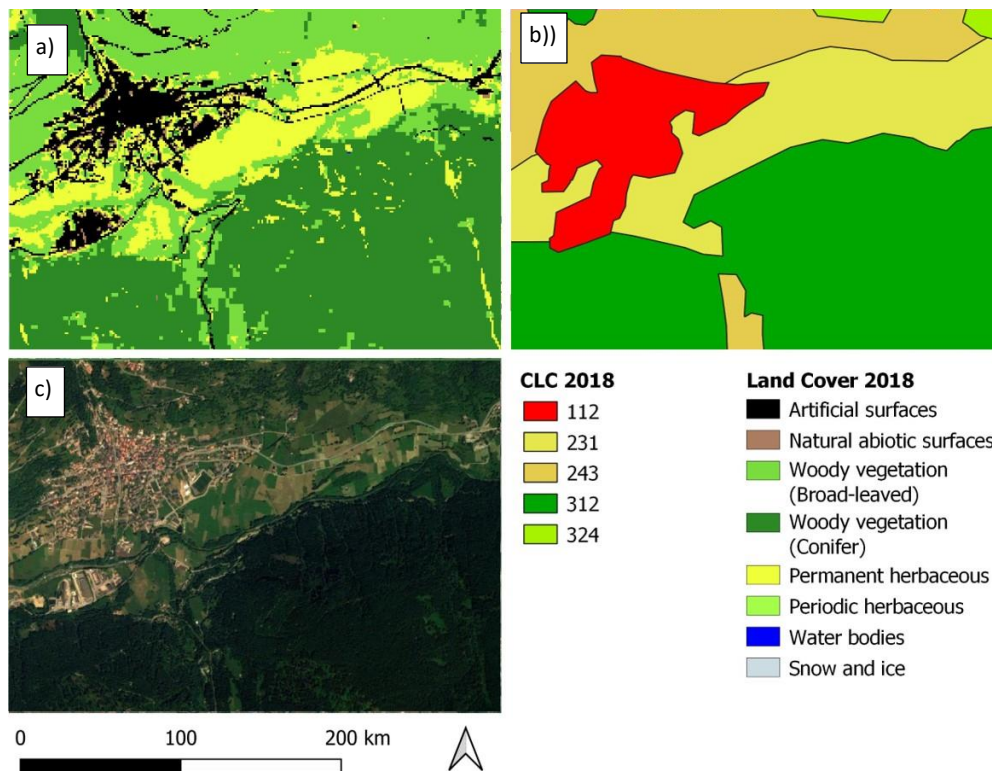 a)
b))
c)
CLC 2018
112
231
243
312
324
Land Cover 2018
Artificial surfaces
Natural abiotic surfaces
Woody vegetation
(Broad-leaved)
Woody vegetation
(Conifer)
Permanent herbaceous
Periodic herbaceous
Water bodies
Snow and ice
0 100 200 km